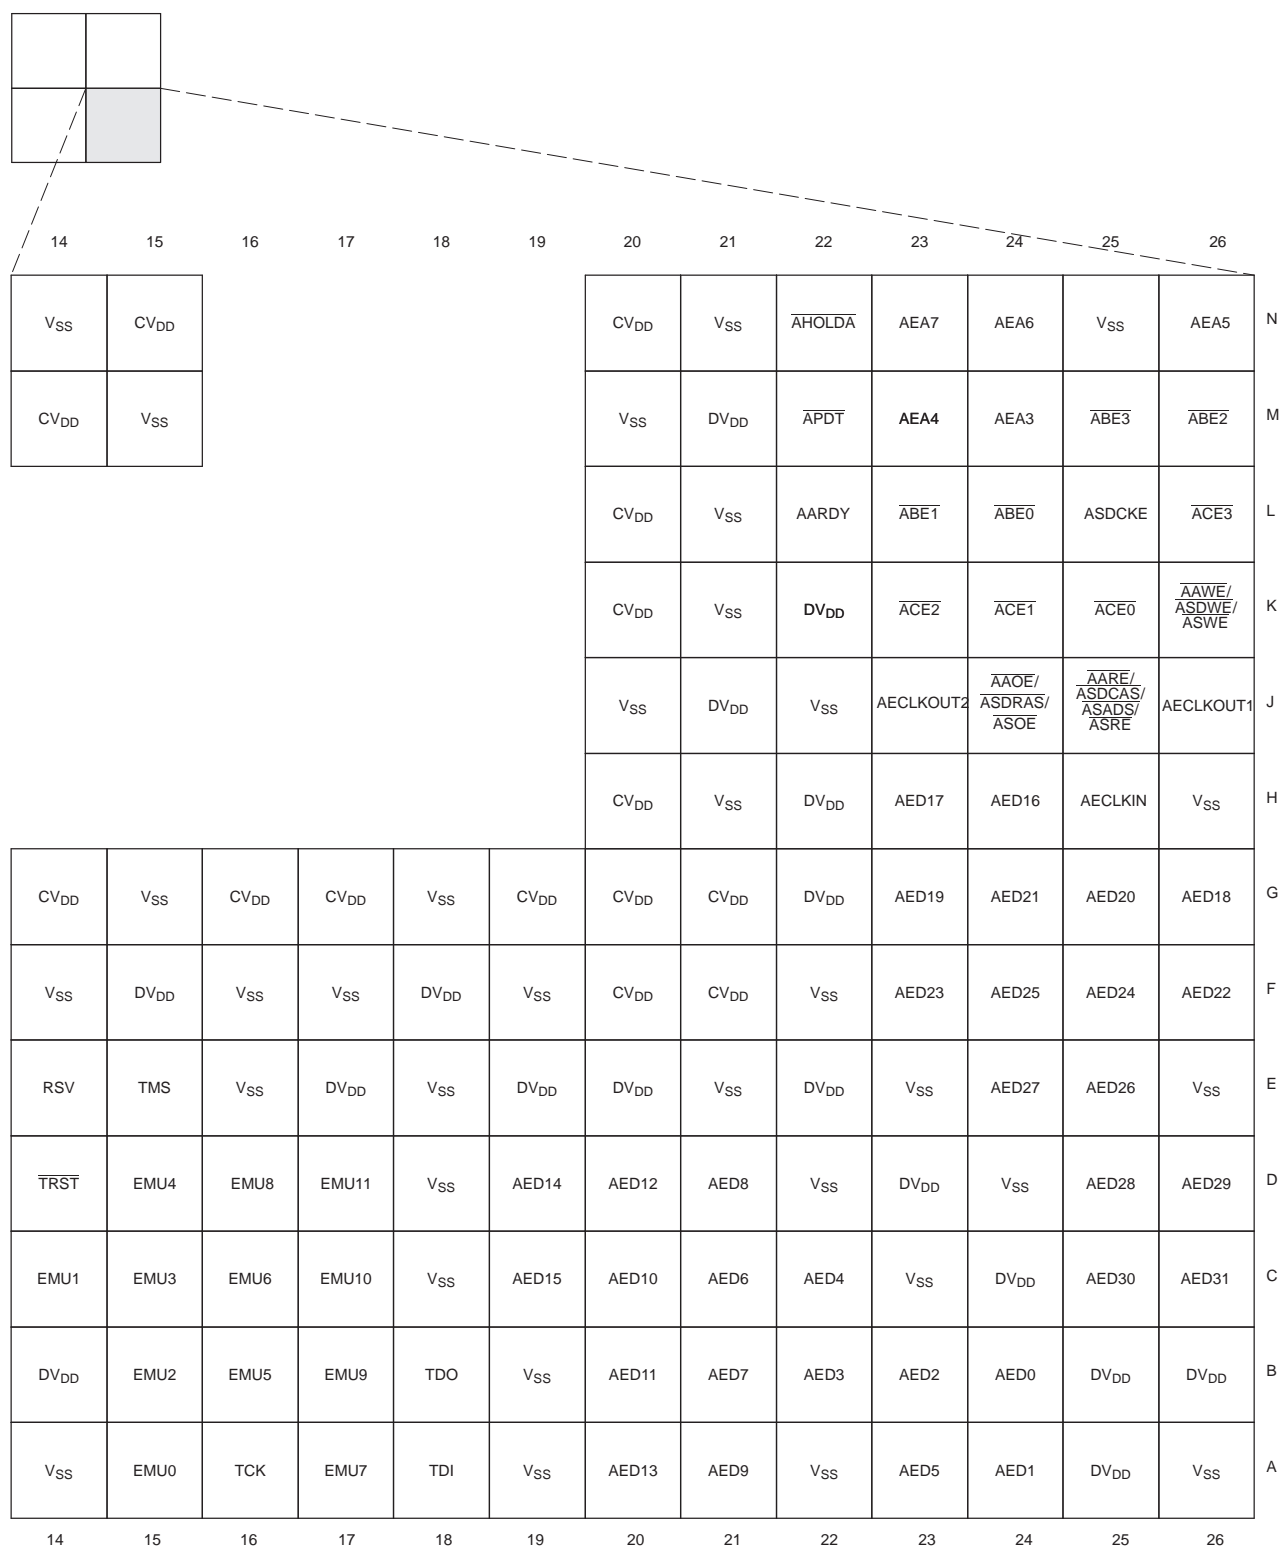 14 15 16 17 18 19 20 21 22 23 24 25 26
VSS CVDD CVDD VSS AHOLDA AEA7 AEA6 VSS AEA5 N
CVDD VSS VSS DVDD APDT AEA4 AEA3 ABE3 ABE2 M
CVDD VSS AARDY ABE1 ABE0 ASDCKE ACE3 L
CVDD VSS DVDD ACE2 ACE1 ACE0 AAWE/ ASDWE/ ASWE K
VSS DVDD VSS AECLKOUT2 AAOE/ ASDRAS/ ASOE AARE/ ASDCAS/ ASADS/ ASRE AECLKOUT1 J
CVDD VSS DVDD AED17 AED16 AECLKIN VSS H
CVDD VSS CVDD CVDD VSS CVDD CVDD CVDD DVDD AED19 AED21 AED20 AED18 G
VSS DVDD VSS VSS DVDD VSS CVDD CVDD VSS AED23 AED25 AED24 AED22 F
RSV TMS VSS DVDD VSS DVDD DVDD VSS DVDD VSS AED27 AED26 VSS E
TRST EMU4 EMU8 EMU11 VSS AED14 AED12 AED8 VSS DVDD VSS AED28 AED29 D
EMU1 EMU3 EMU6 EMU10 VSS AED15 AED10 AED6 AED4 VSS DVDD AED30 AED31 C
DVDD EMU2 EMU5 EMU9 TDO VSS AED11 AED7 AED3 AED2 AED0 DVDD DVDD B
VSS EMU0 TCK EMU7 TDI VSS AED13 AED9 VSS AED5 AED1 DVDD VSS A
14 15 16 17 18 19 20 21 22 23 24 25 26